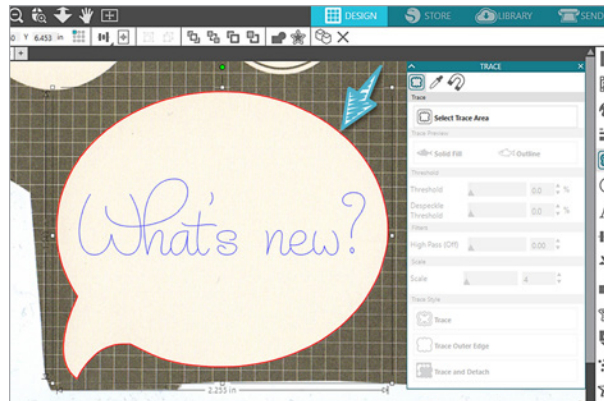 DESIGN
STORE
LIBRARY
SEND
Y 6.453 in
TRACE
Trace
Select Trace Area
Trace Preview
Solid Fill Outline
Threshold
Threshold 0.0 %
Despeckle
Threshold 0.0 %
Filters
High Pass (Off) 0.00
Scale
Scale 4
Trace Style
Trace
Trace Outer Edge
Trace and Detach
What's new?
2.255 in